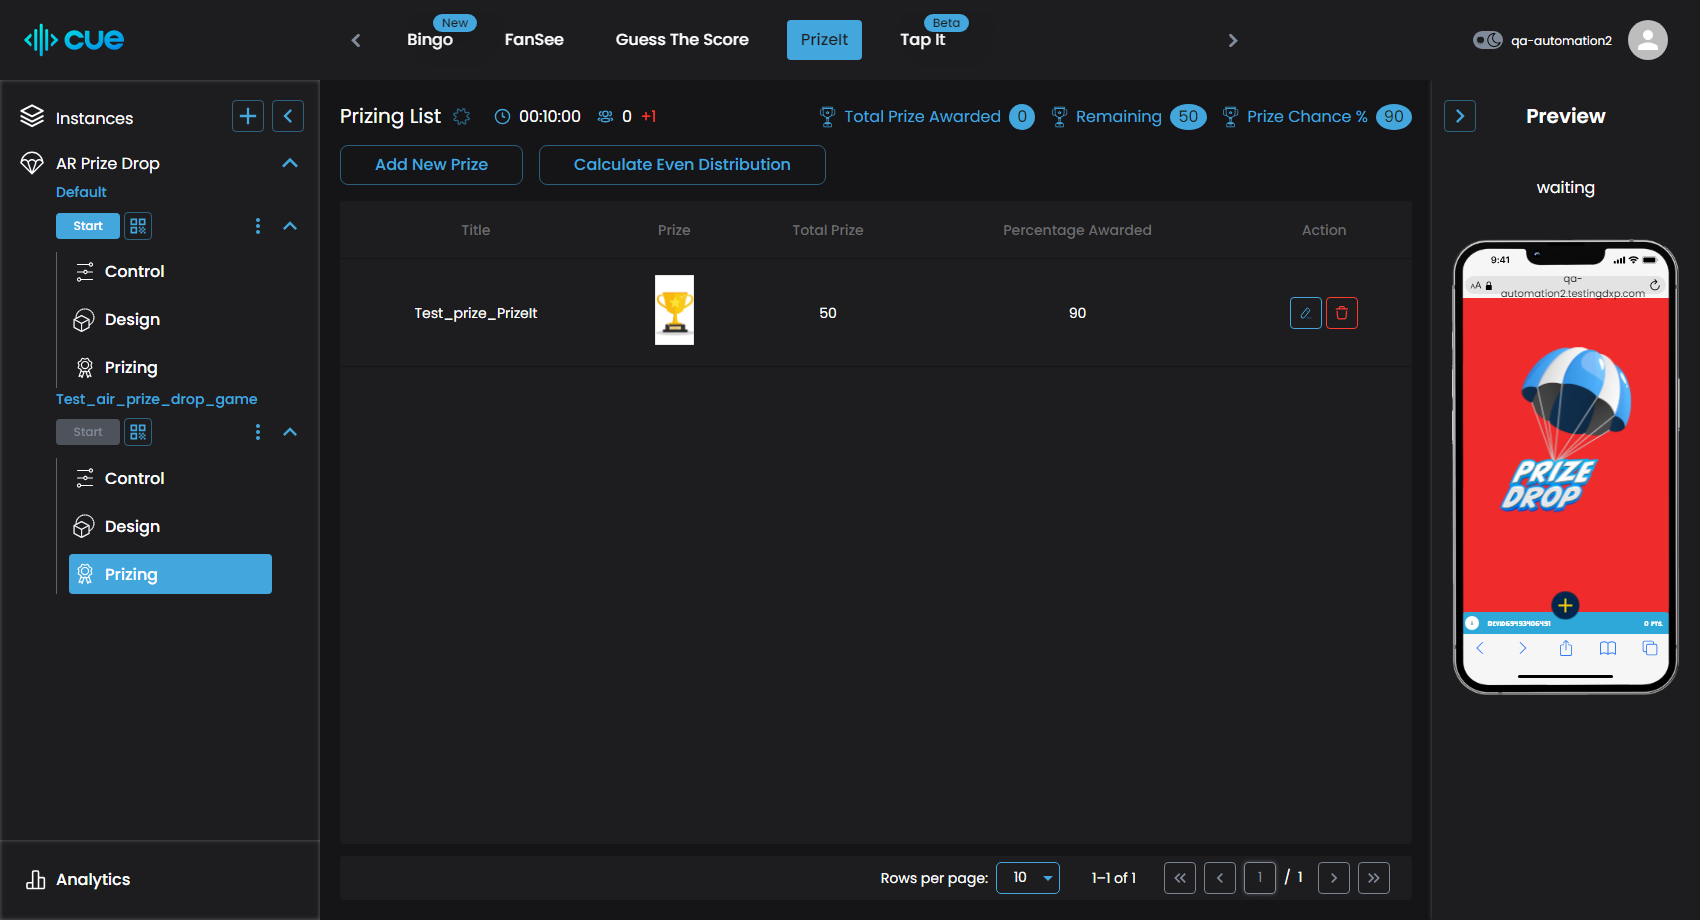 cue
New
Bingo
FanSee
Guess The Score
PrizeIt
Beta
Tap It
qa-automation2
Instances
AR Prize Drop
Default
Start
Control
Design
Prizing
Test_air_prize_drop_game
Start
Control
Design
Prizing
Analytics
Prizing List
00:10:00
0 +1
Total Prize Awarded 0
Remaining 50
Prize Chance % 90
Add New Prize
Calculate Even Distribution
Title Prize Total Prize Percentage Awarded Action
Test_prize_PrizeIt 50 90
Rows per page: 10 1–1 of 1 1 / 1
Preview
waiting
9:41
AA
qa-
automation2.testingdxp.com
PRIZE
DROP
0 PTS.